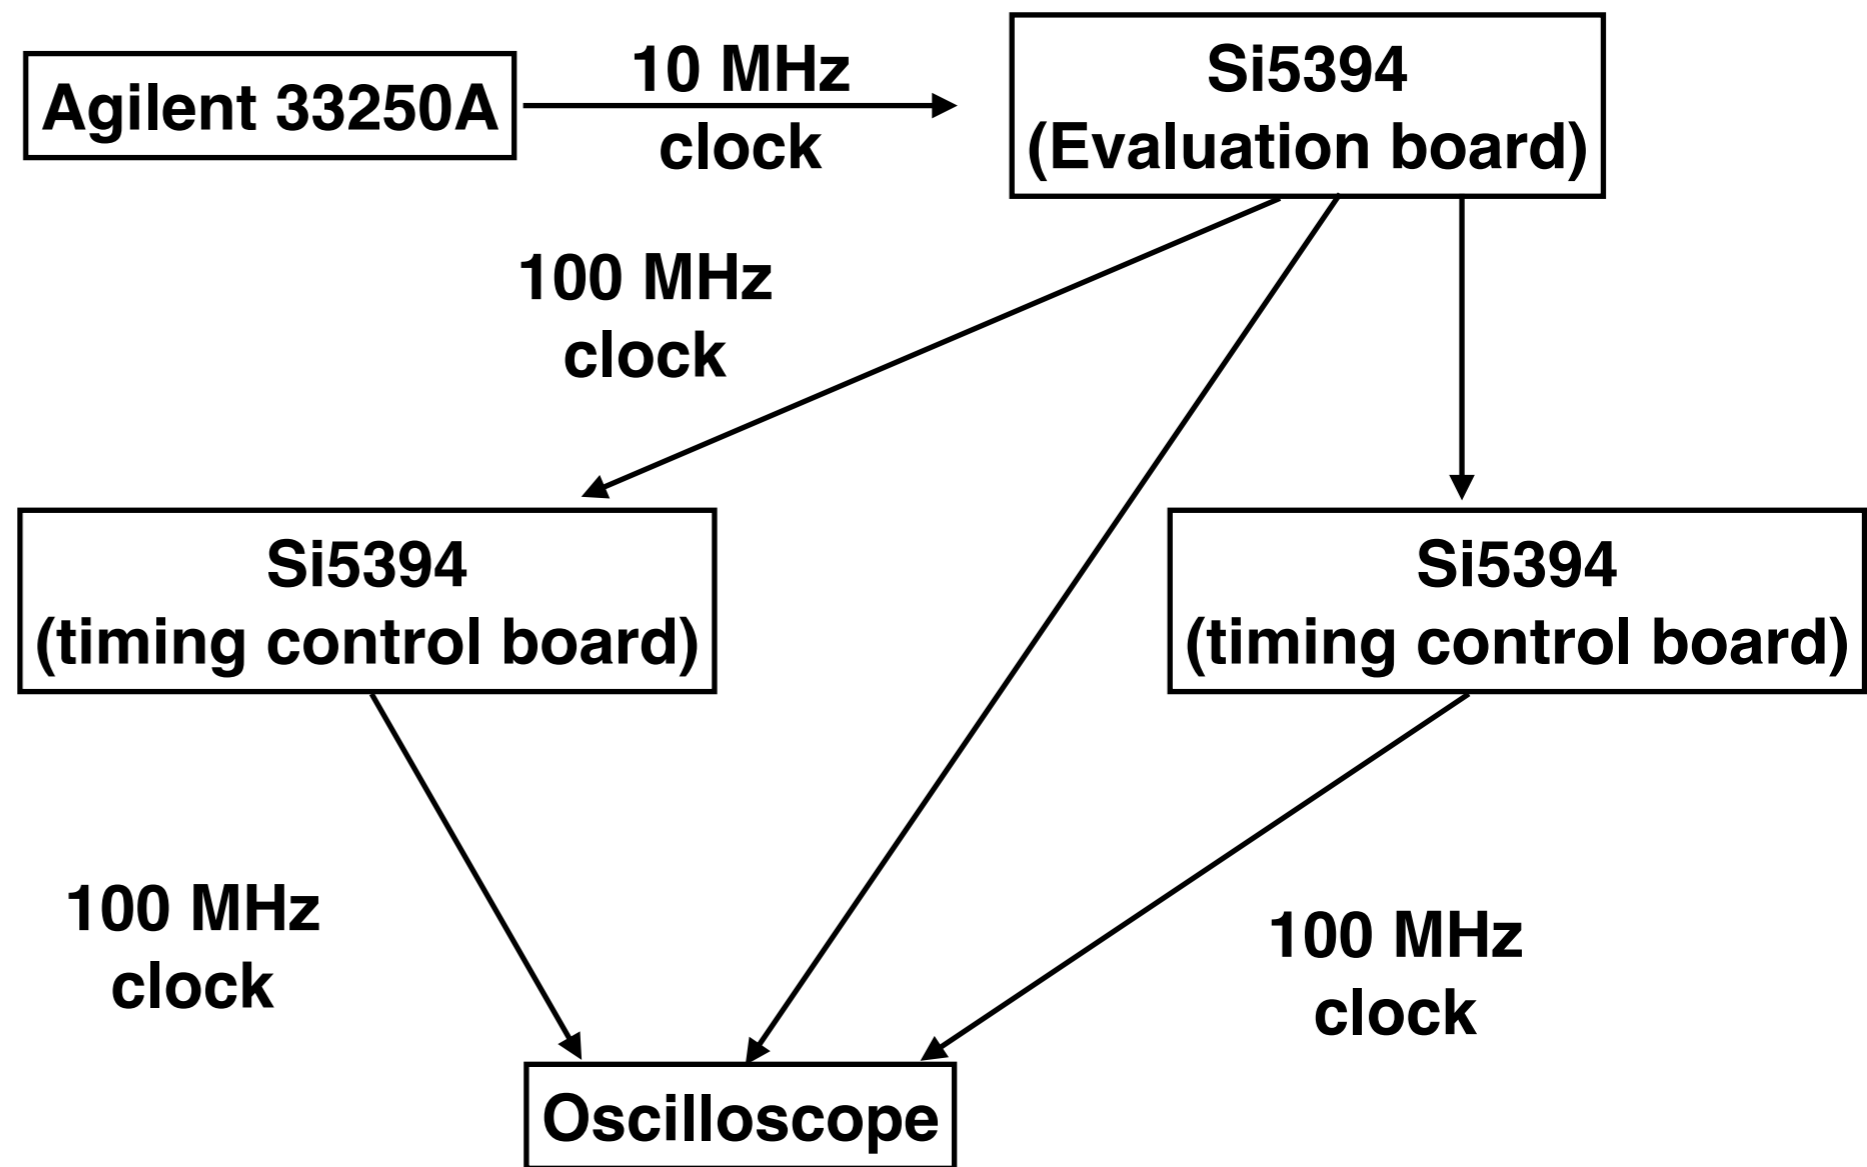 Agilent 33250A
10 MHz
clock
Si5394
(Evaluation board)
100 MHz
clock
Si5394
(timing control board)
Si5394
(timing control board)
100 MHz
clock
100 MHz
clock
Oscilloscope